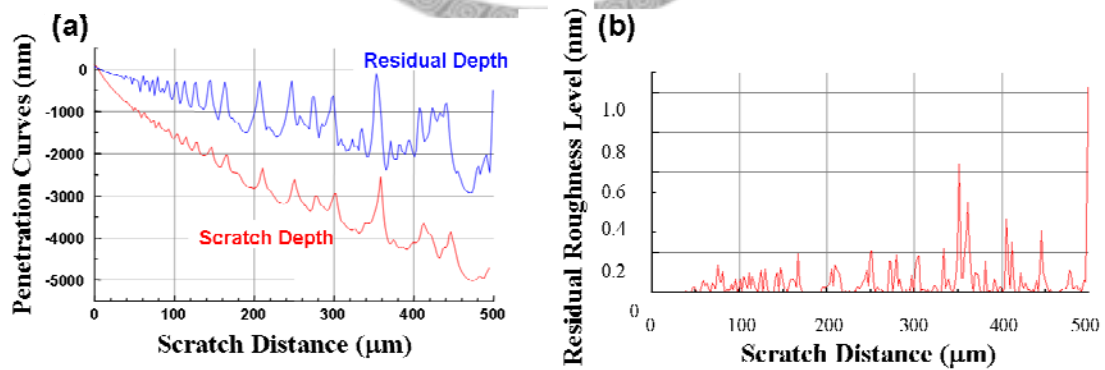 (a)
Penetration Curves (nm)
0
-1000
-2000
-3000
-4000
-5000
Residual Depth
Scratch Depth
0 100 200 300 400 500
Scratch Distance (μm)
(b)
Residual Roughness Level (nm)
1.0
0.8
0.6
0.4
0.2
0
0 100 200 300 400 500
Scratch Distance (μm)